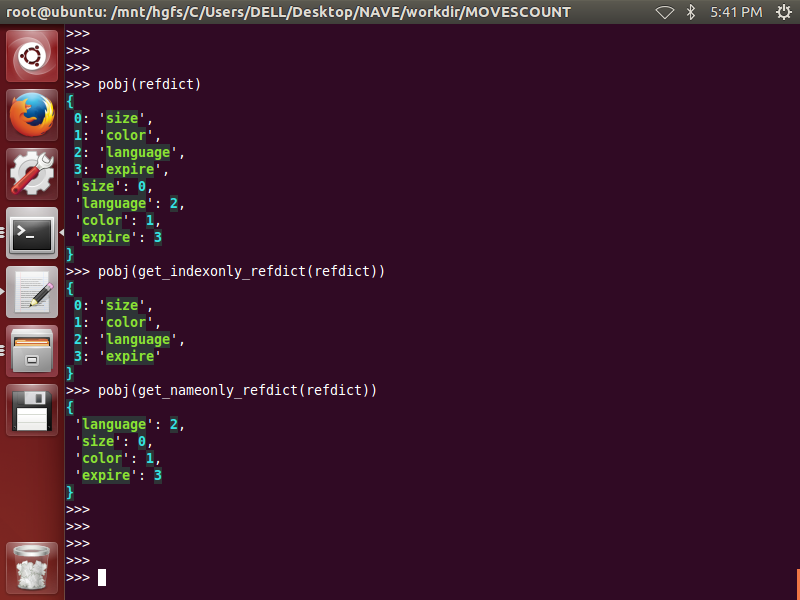 root@ubuntu: /mnt/hgfs/C/Users/DELL/Desktop/NAVE/workdir/MOVESCOUNT 5:41 PM
>>>
>>>
>>>
>>> pobj(refdict)
{
 0: 'size',
 1: 'color',
 2: 'language',
 3: 'expire',
 'size': 0,
 'language': 2,
 'color': 1,
 'expire': 3
}
>>> pobj(get_indexonly_refdict(refdict))
{
 0: 'size',
 1: 'color',
 2: 'language',
 3: 'expire'
}
>>> pobj(get_nameonly_refdict(refdict))
{
 'language': 2,
 'size': 0,
 'color': 1,
 'expire': 3
}
>>>
>>>
>>>
>>>
>>>